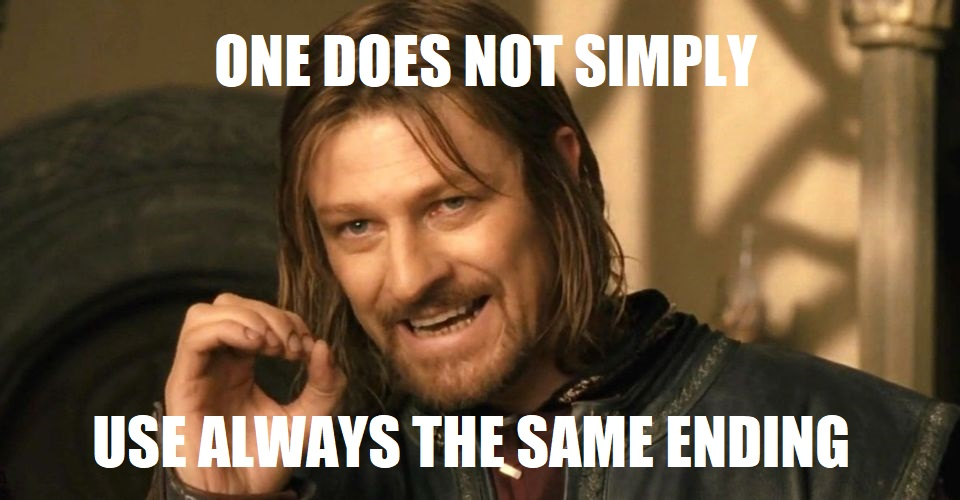 ONE DOES NOT SIMPLY
USE ALWAYS THE SAME ENDING